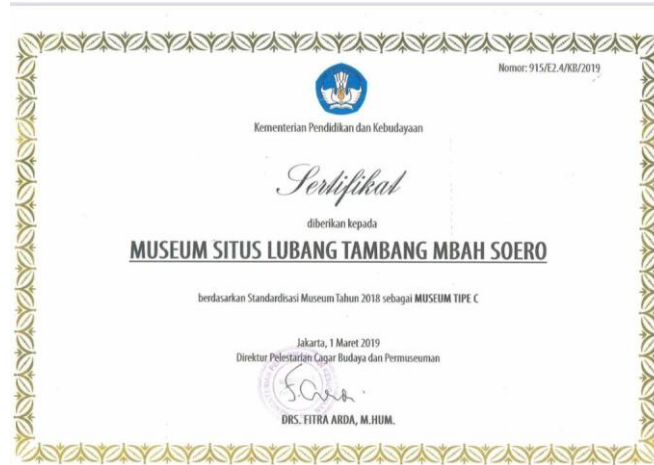 Nomor: 915/E2.4/KB/2019
Kementerian Pendidikan dan Kebudayaan
Sertifikat
diberikan kepada
MUSEUM SITUS LUBANG TAMBANG MBAH SOERO
berdasarkan Standardisasi Museum Tahun 2018 sebagai MUSEUM TIPE C
Jakarta, 1 Maret 2019
Direktur Pelestarian Cagar Budaya dan Permuseuman
DRS. FITRA ARDA, M.HUM.